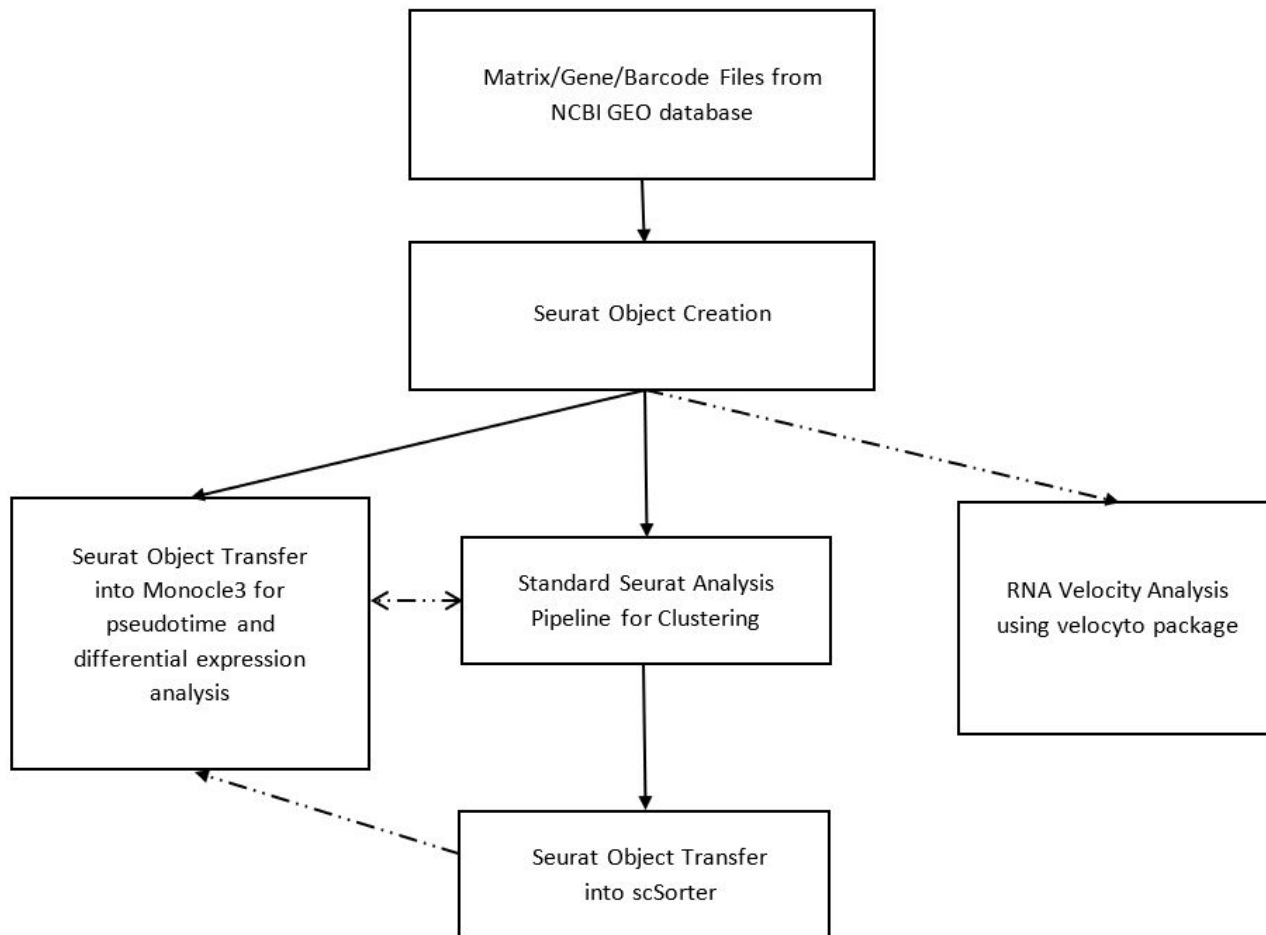 Matrix/Gene/Barcode Files from
NCBI GEO database
Seurat Object Creation
Seurat Object Transfer
into Monocle3 for
pseudotime and
differential expression
analysis
Standard Seurat Analysis
Pipeline for Clustering
RNA Velocity Analysis
using velocyto package
Seurat Object Transfer
into scSorter